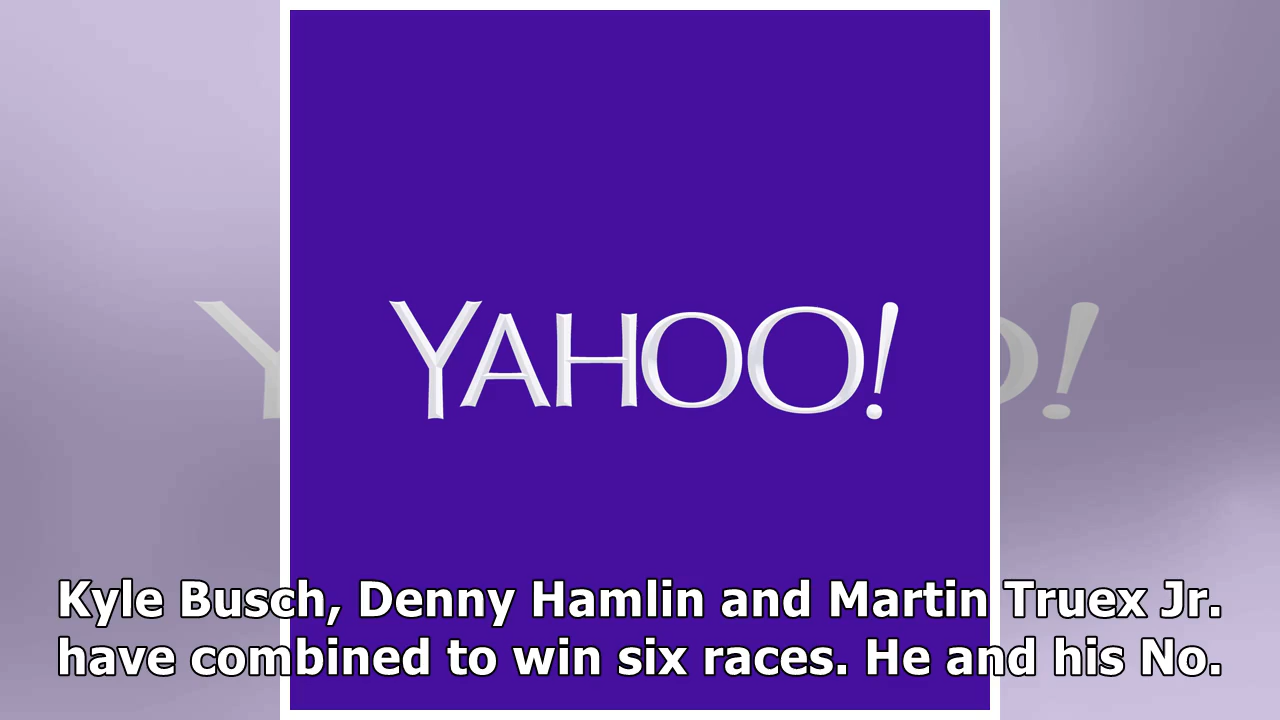 YAHOO!
Kyle Busch, Denny Hamlin and Martin Truex Jr.
have combined to win six races. He and his No.